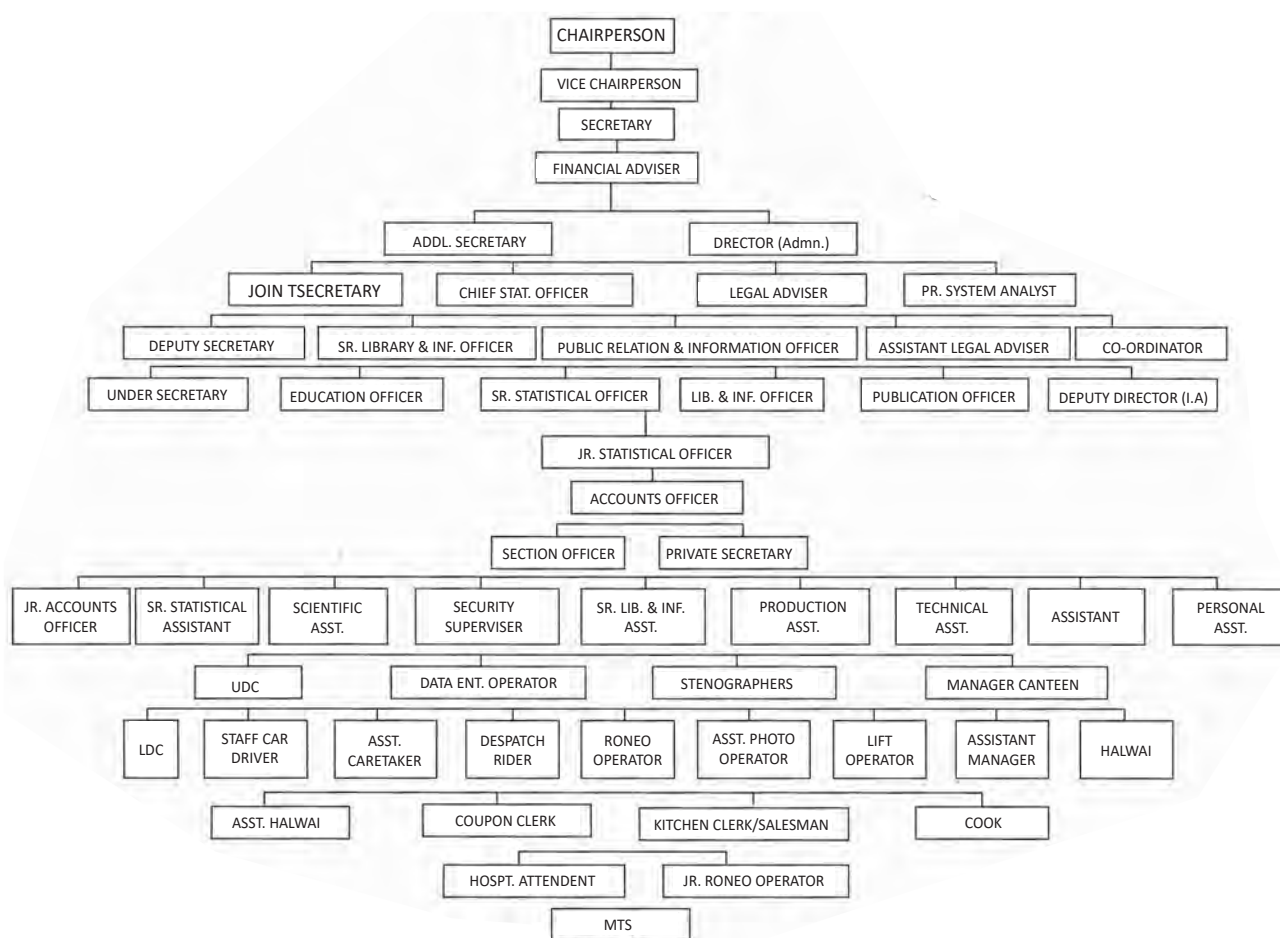 CHAIRPERSON
VICE CHAIRPERSON
SECRETARY
FINANCIAL ADVISER
ADDL. SECRETARY
DRECTOR (Admn.)
JOIN TSECRETARY
CHIEF STAT. OFFICER
LEGAL ADVISER
PR. SYSTEM ANALYST
DEPUTY SECRETARY
SR. LIBRARY & INF. OFFICER
PUBLIC RELATION & INFORMATION OFFICER
ASSISTANT LEGAL ADVISER
CO-ORDINATOR
UNDER SECRETARY
EDUCATION OFFICER
SR. STATISTICAL OFFICER
LIB. & INF. OFFICER
PUBLICATION OFFICER
DEPUTY DIRECTOR (I.A)
JR. STATISTICAL OFFICER
ACCOUNTS OFFICER
SECTION OFFICER
PRIVATE SECRETARY
JR. ACCOUNTS
OFFICER
SR. STATISTICAL
ASSISTANT
SCIENTIFIC
ASST.
SECURITY
SUPERVISER
SR. LIB. & INF.
ASST.
PRODUCTION
ASST.
TECHNICAL
ASST.
ASSISTANT
PERSONAL
ASST.
UDC
DATA ENT. OPERATOR
STENOGRAPHERS
MANAGER CANTEEN
LDC
STAFF CAR
DRIVER
ASST.
CARETAKER
DESPATCH
RIDER
RONEO
OPERATOR
ASST. PHOTO
OPERATOR
LIFT
OPERATOR
ASSISTANT
MANAGER
HALWAI
ASST. HALWAI
COUPON CLERK
KITCHEN CLERK/SALESMAN
COOK
HOSPT. ATTENDENT
JR. RONEO OPERATOR
MTS